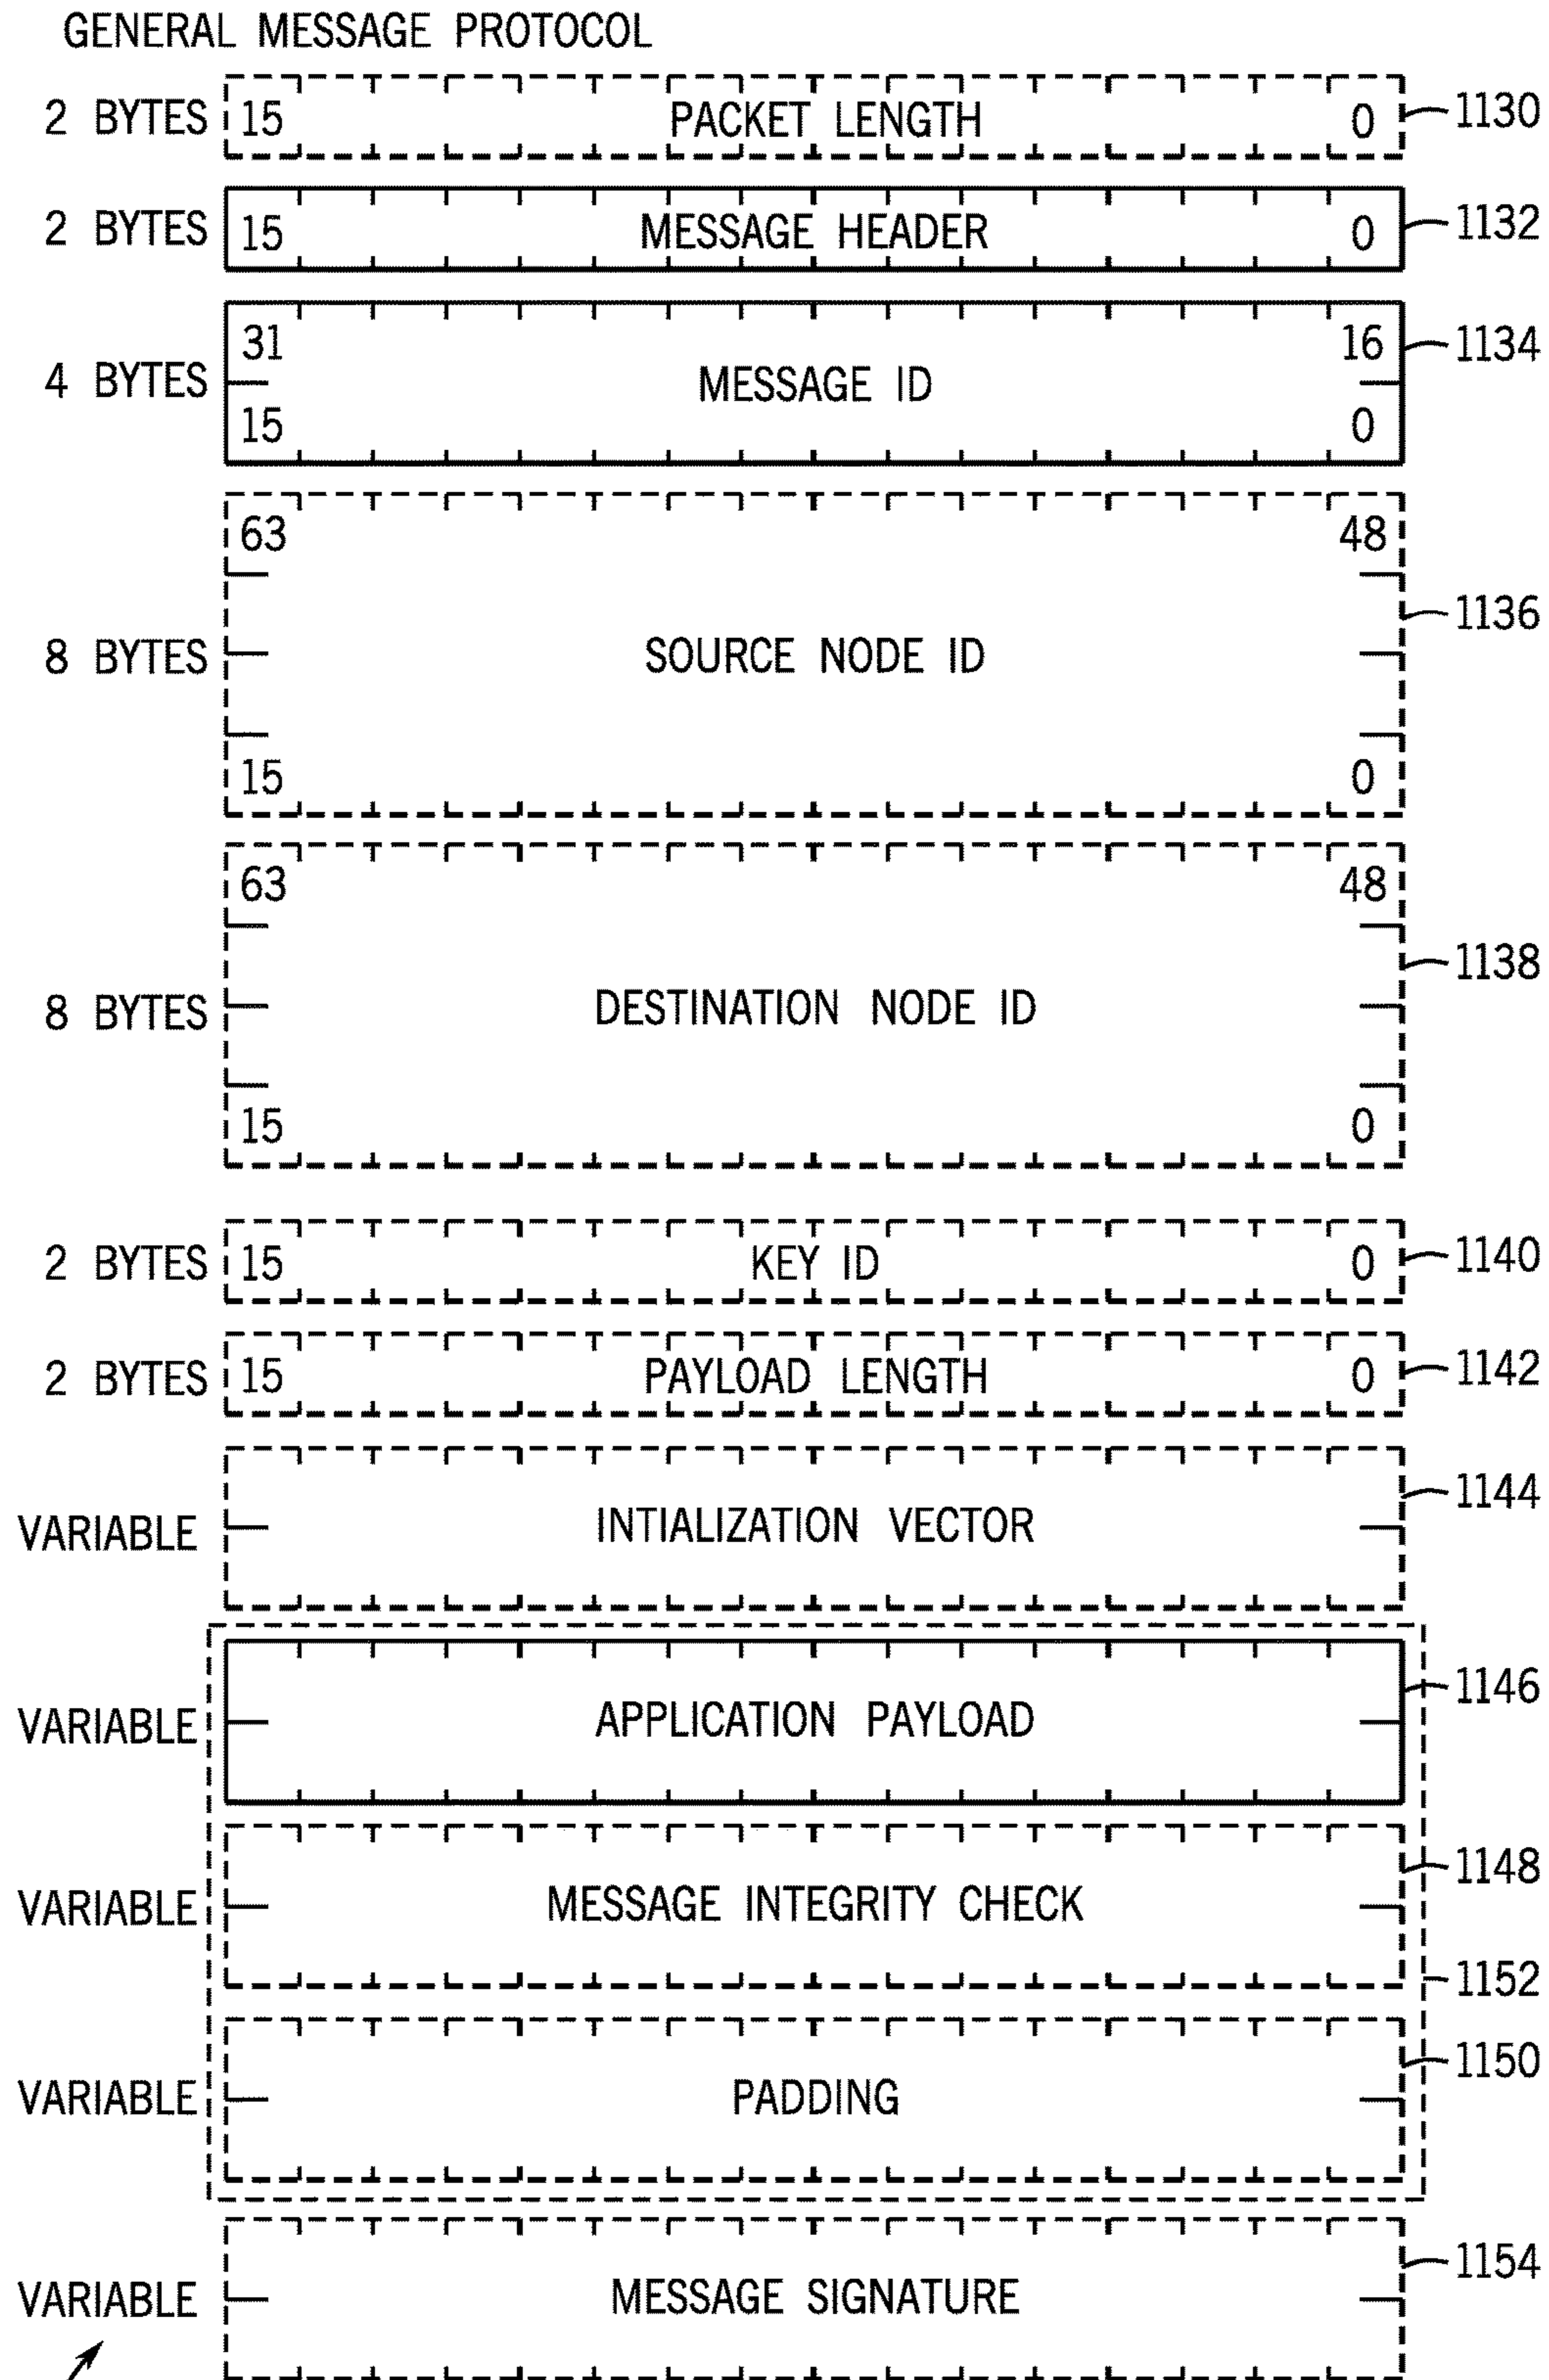 GENERAL MESSAGE PROTOCOL
2 BYTES 15 PACKET LENGTH 0 1130
2 BYTES 15 MESSAGE HEADER 0 1132
31 16 1134
4 BYTES MESSAGE ID
15 0
63 48
1136
8 BYTES SOURCE NODE ID
15 0
63 48
1138
8 BYTES DESTINATION NODE ID
15 0
2 BYTES 15 KEY ID 0 1140
2 BYTES 15 PAYLOAD LENGTH 0 1142
1144
VARIABLE INTIALIZATION VECTOR
1146
VARIABLE APPLICATION PAYLOAD
1148
VARIABLE MESSAGE INTEGRITY CHECK
1152
1150
VARIABLE PADDING
1154
VARIABLE MESSAGE SIGNATURE